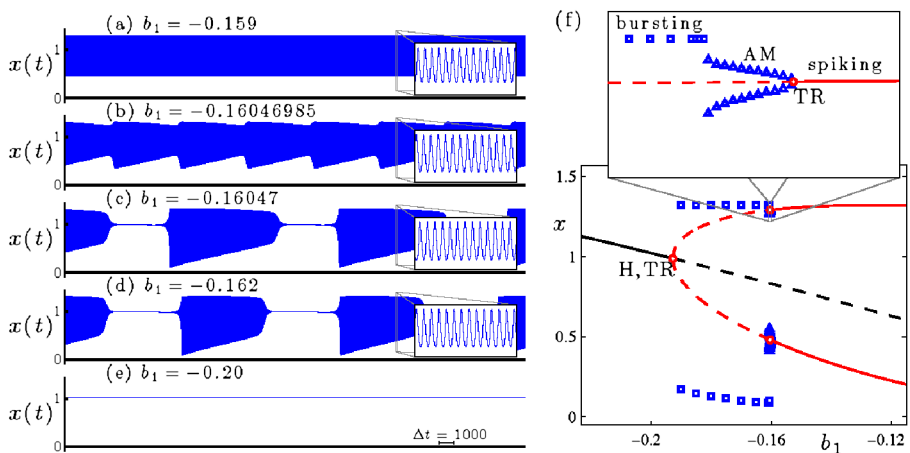 (a) b₁ = −0.159
x(t)
1
0
(b) b₁ = −0.16046985
x(t)
1
0
(c) b₁ = −0.16047
x(t)
1
0
(d) b₁ = −0.162
x(t)
1
0
(e) b₁ = −0.20
x(t)
1
0
Δt = 1000
(f)
bursting
AM
spiking
TR
1.5
x
1
H,TR
0.5
0
−0.2
−0.16
b₁
−0.12